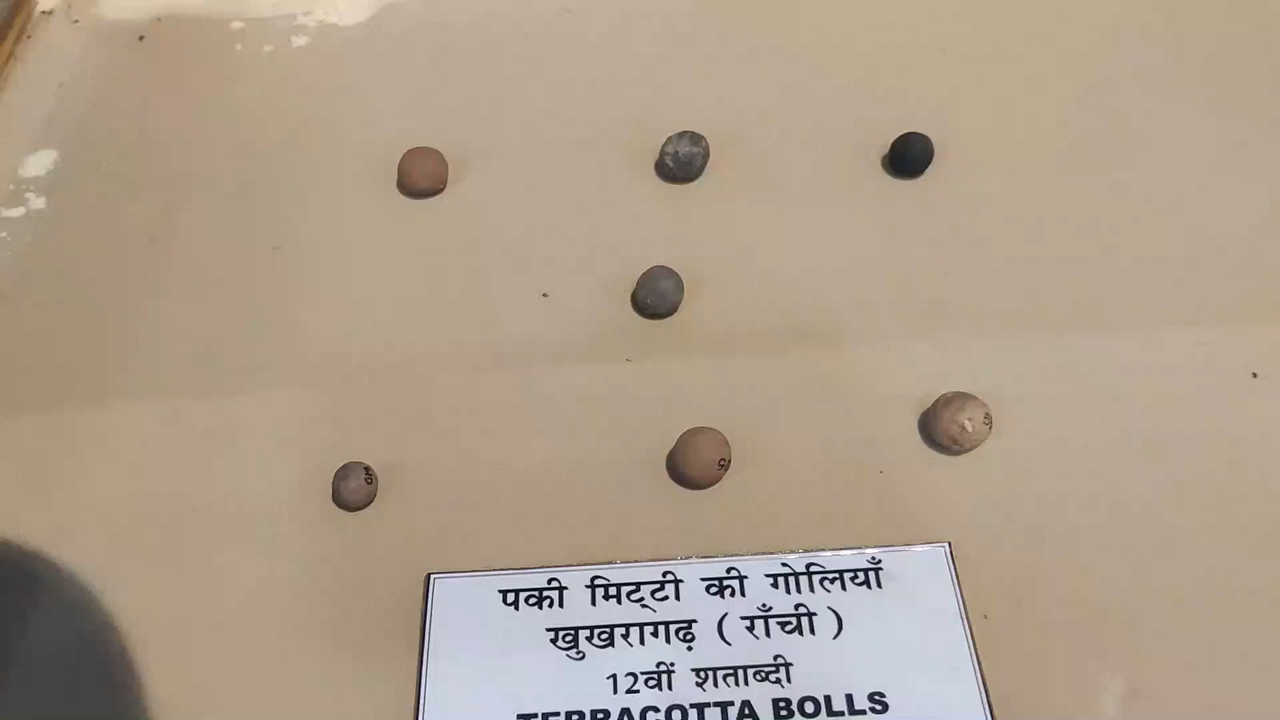 पकी मिट्टी की गोलियाँ
खुखरागढ़ ( राँची )
12वीं शताब्दी
TERRACOTTA BOLLS